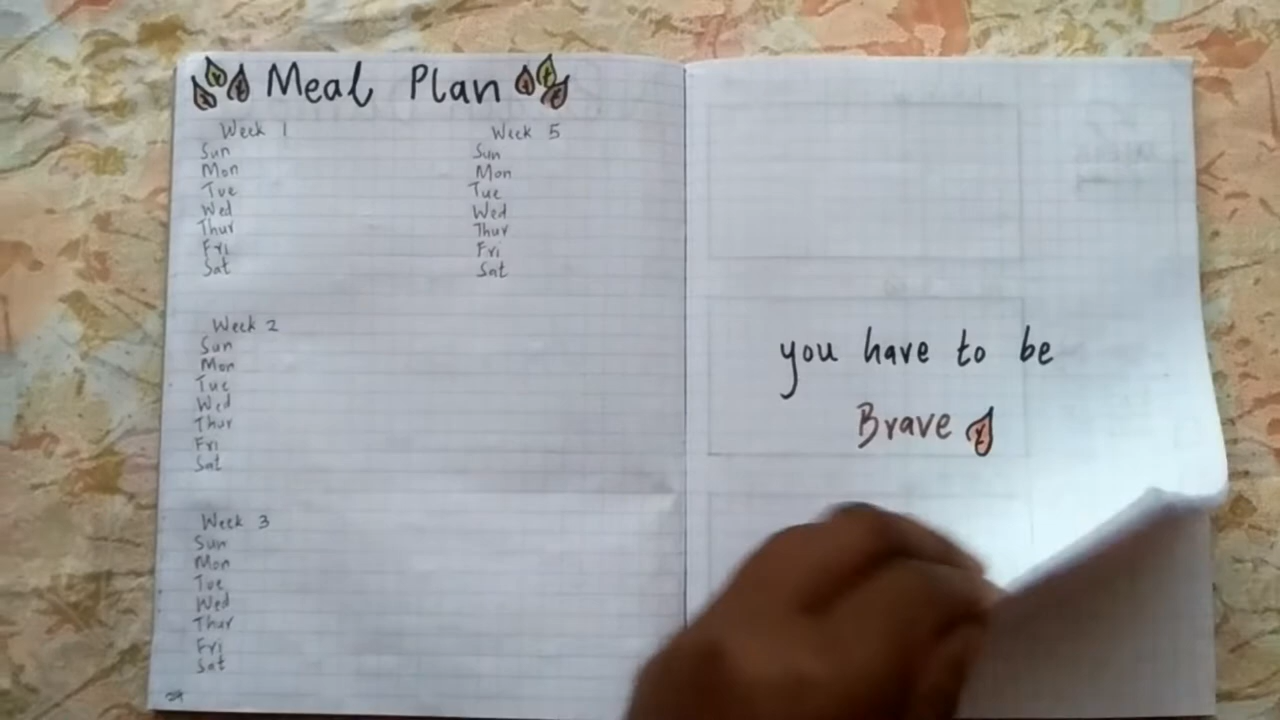 Meal Plan
Week 1
Sun
Mon
Tue
Wed
Thur
Fri
Sat
Week 2
Sun
Mon
Tue
Wed
Thur
Fri
Sat
Week 3
Sun
Mon
Tue
Wed
Thur
Fri
Sat
Week 5
Sun
Mon
Tue
Wed
Thur
Fri
Sat
you have to be
Brave